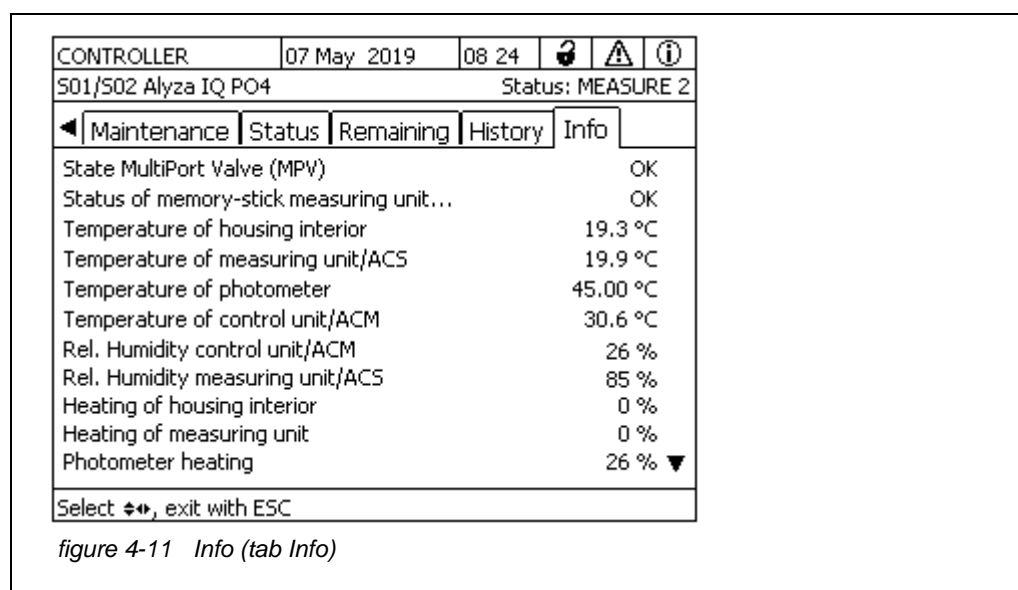 CONTROLLER 07 May 2019 08 24
S01/S02 Alyza IQ PO4 Status: MEASURE 2
Maintenance Status Remaining History Info
State MultiPort Valve (MPV) OK
Status of memory-stick measuring unit... OK
Temperature of housing interior 19.3 °C
Temperature of measuring unit/ACS 19.9 °C
Temperature of photometer 45.00 °C
Temperature of control unit/ACM 30.6 °C
Rel. Humidity control unit/ACM 26 %
Rel. Humidity measuring unit/ACS 85 %
Heating of housing interior 0 %
Heating of measuring unit 0 %
Photometer heating 26 %
Select, exit with ESC
figure 4-11 Info (tab Info)